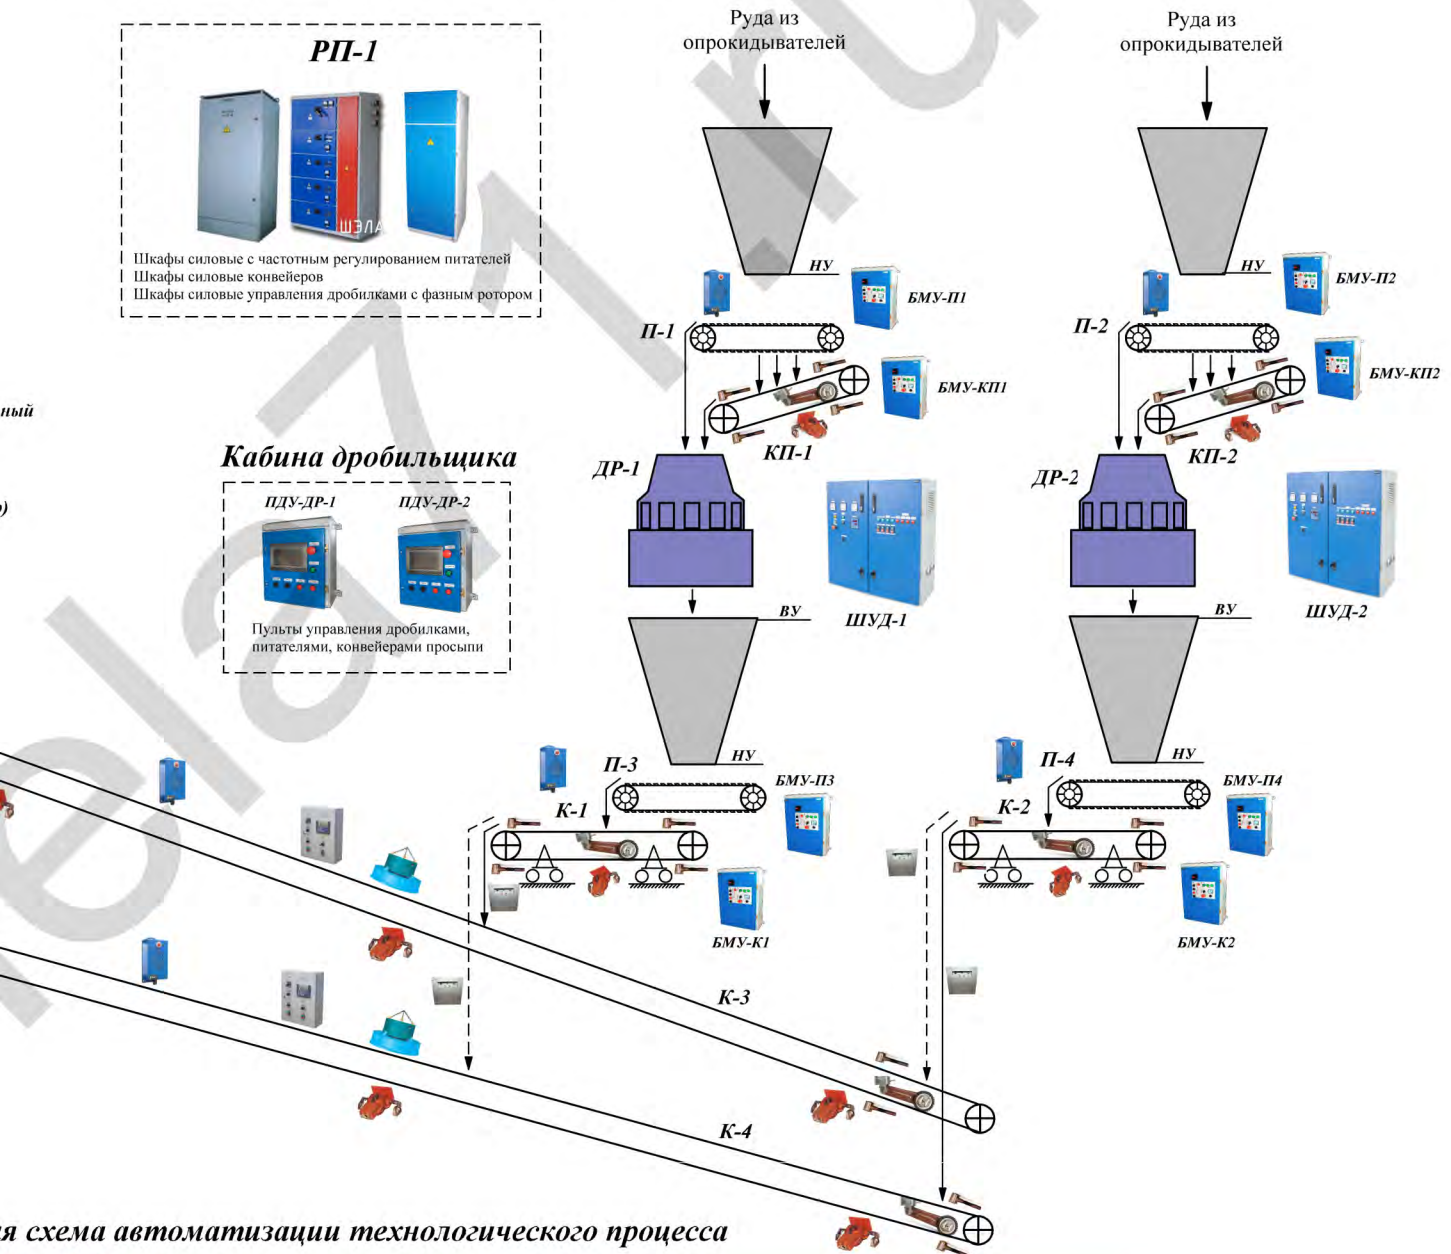 РП-1
ШЭЛА
Шкафы силовые с частотным регулированием питателей
Шкафы силовые конвейеров
Шкафы силовые управления дробилками с фазным ротором
Руда из
опрокидывателей
Руда из
опрокидывателей
НУ
БМУ-П1
П-1
БМУ-КП1
КП-1
НУ
БМУ-П2
П-2
БМУ-КП2
КП-2
ный
)
Кабина дробильщика
ПДУ-ДР-1
ПДУ-ДР-2
Пульты управления дробилками,
питателями, конвейерами просыпи
ДР-1
ШУД-1
ВУ
ДР-2
ШУД-2
ВУ
НУ
П-3
БМУ-П3
К-1
БМУ-К1
НУ
П-4
БМУ-П4
К-2
БМУ-К2
К-3
К-4
я схема автоматизации технологического процесса
ela71.ru